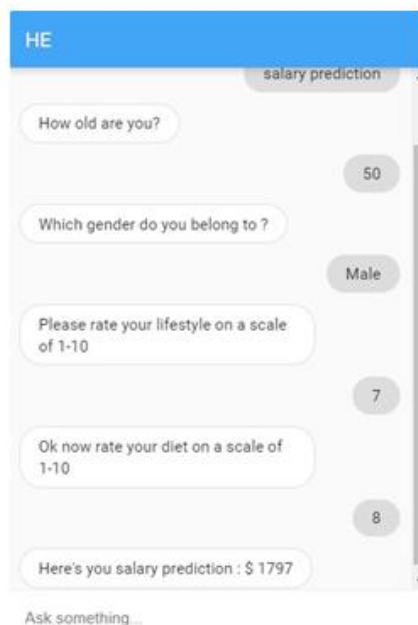 HE
salary prediction
How old are you?
50
Which gender do you belong to ?
Male
Please rate your lifestyle on a scale
of 1-10
7
Ok now rate your diet on a scale of
1-10
8
Here's you salary prediction : $ 1797
Ask something...